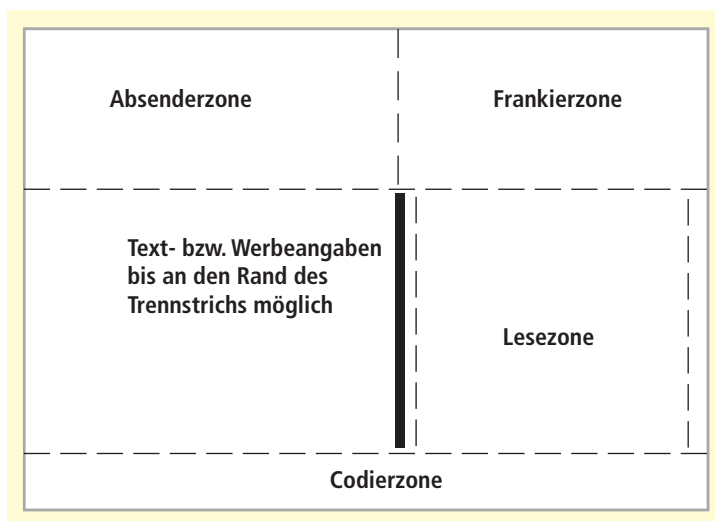 Absenderzone
Frankierzone
Text- bzw. Werbeangaben
bis an den Rand des
Trennstrichs möglich
Lesezone
Codierzone